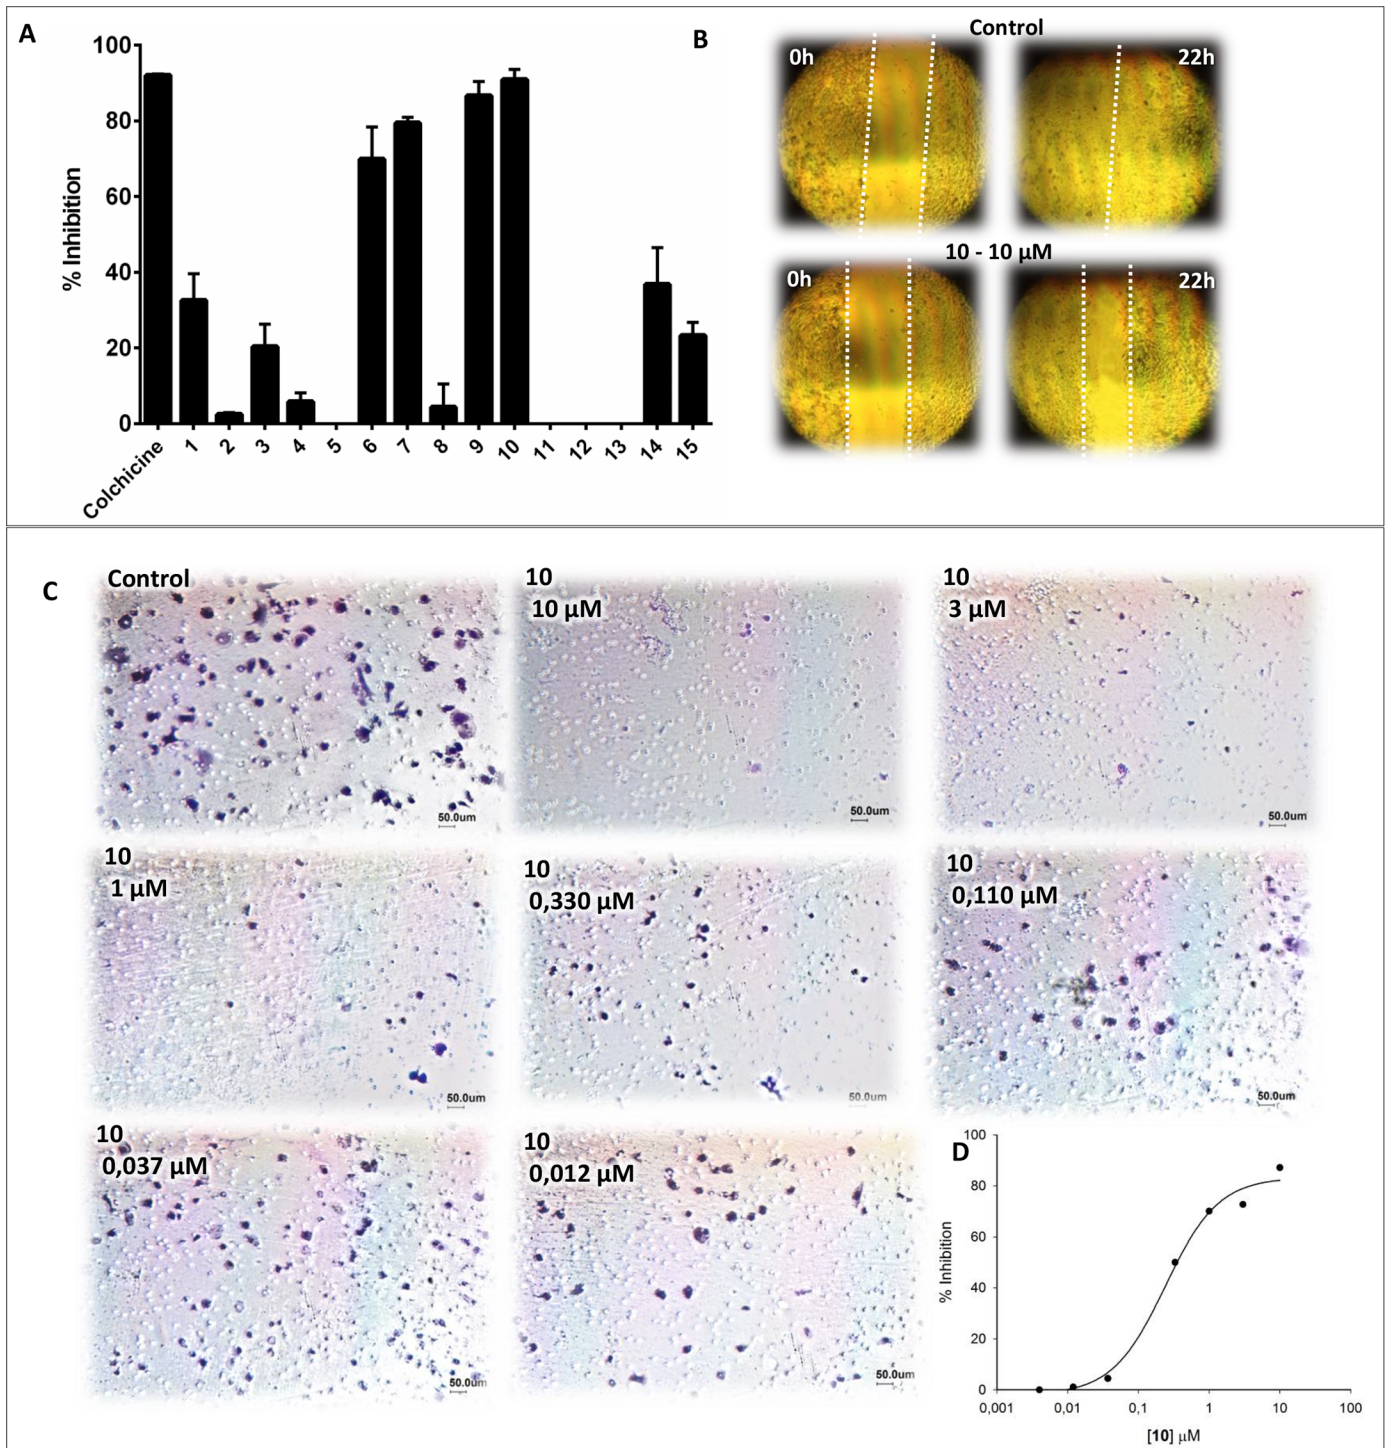 A
100
80
60
40
20
0
% Inhibition
Colchicine 1 2 3 4 5 6 7 8 9 10 11 12 13 14 15
B
Control
0h
22h
10 - 10 µM
0h
22h
C
Control
50.0um
10
10 µM
50.0um
10
3 µM
50.0um
10
1 µM
50.0um
10
0,330 µM
50.0um
10
0,110 µM
50.0um
10
0,037 µM
50.0um
10
0,012 µM
50.0um
D
100
80
60
40
20
0
% Inhibition
0,001 0,01 0,1 1 10 100
[10] µM